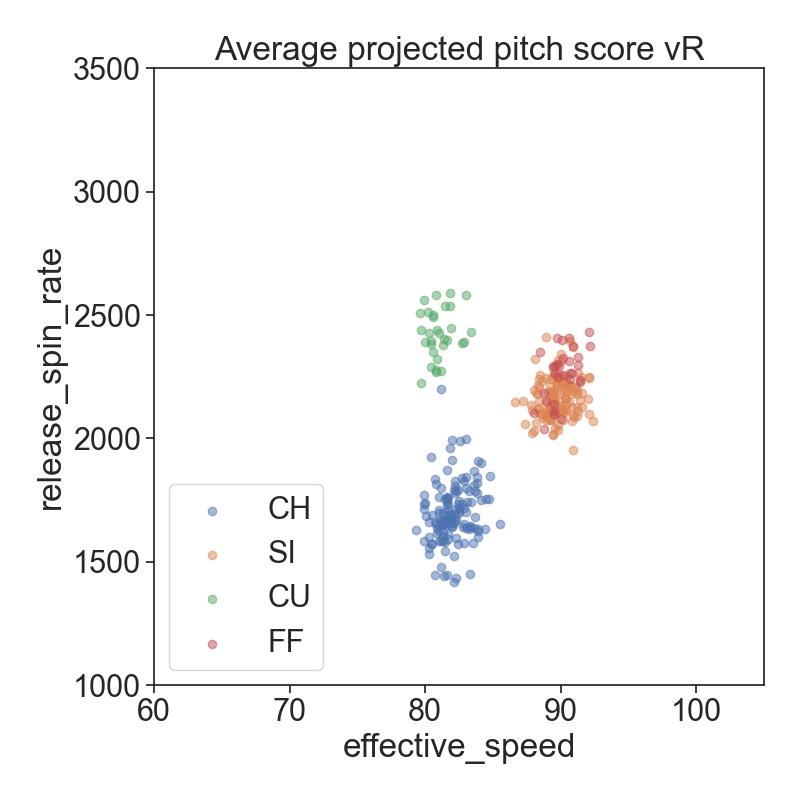 Average projected pitch score vR
3500
3000
2500
2000
1500
1000
release_spin_rate
CH
SI
CU
FF
60
70
80
90
100
effective_speed